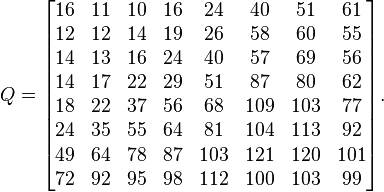 Q =
16 11 10 16 24 40 51 61
12 12 14 19 26 58 60 55
14 13 16 24 40 57 69 56
14 17 22 29 51 87 80 62
18 22 37 56 68 109 103 77
24 35 55 64 81 104 113 92
49 64 78 87 103 121 120 101
72 92 95 98 112 100 103 99
.